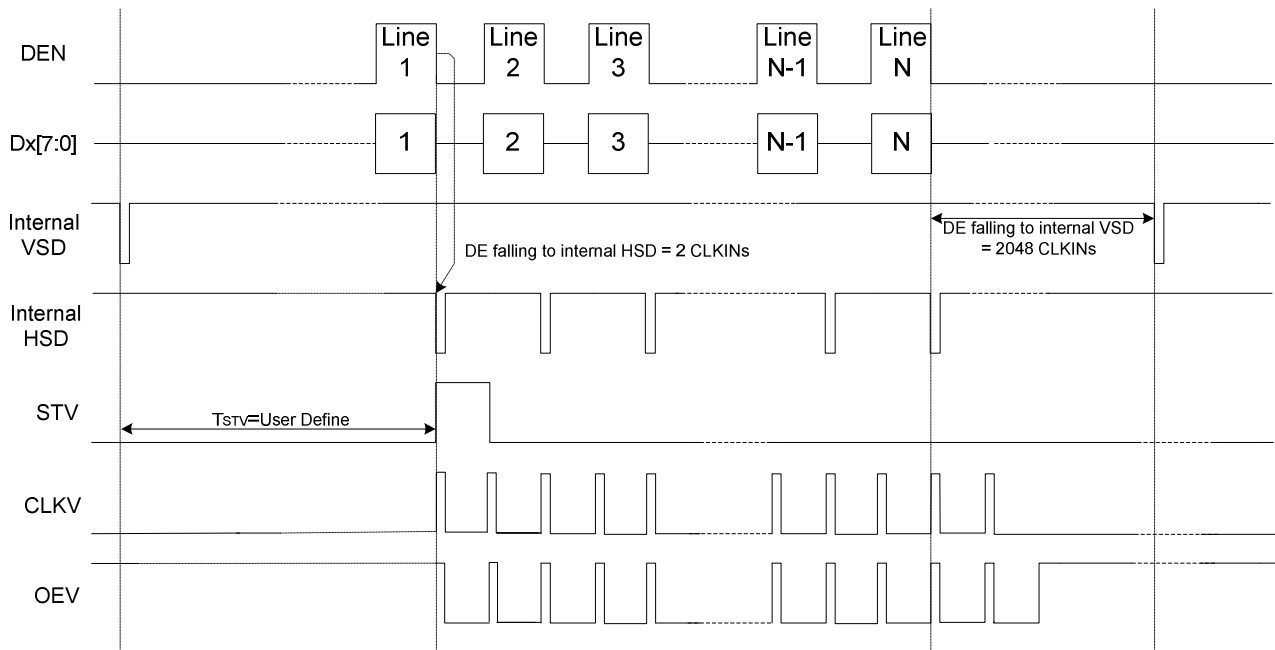 DEN
Line
1
Line
2
Line
3
Line
N-1
Line
N
Dx[7:0]
1
2
3
N-1
N
Internal
VSD
DE falling to internal HSD = 2 CLKINs
DE falling to internal VSD
= 2048 CLKINs
Internal
HSD
STV
TSTV=User Define
CLKV
OEV